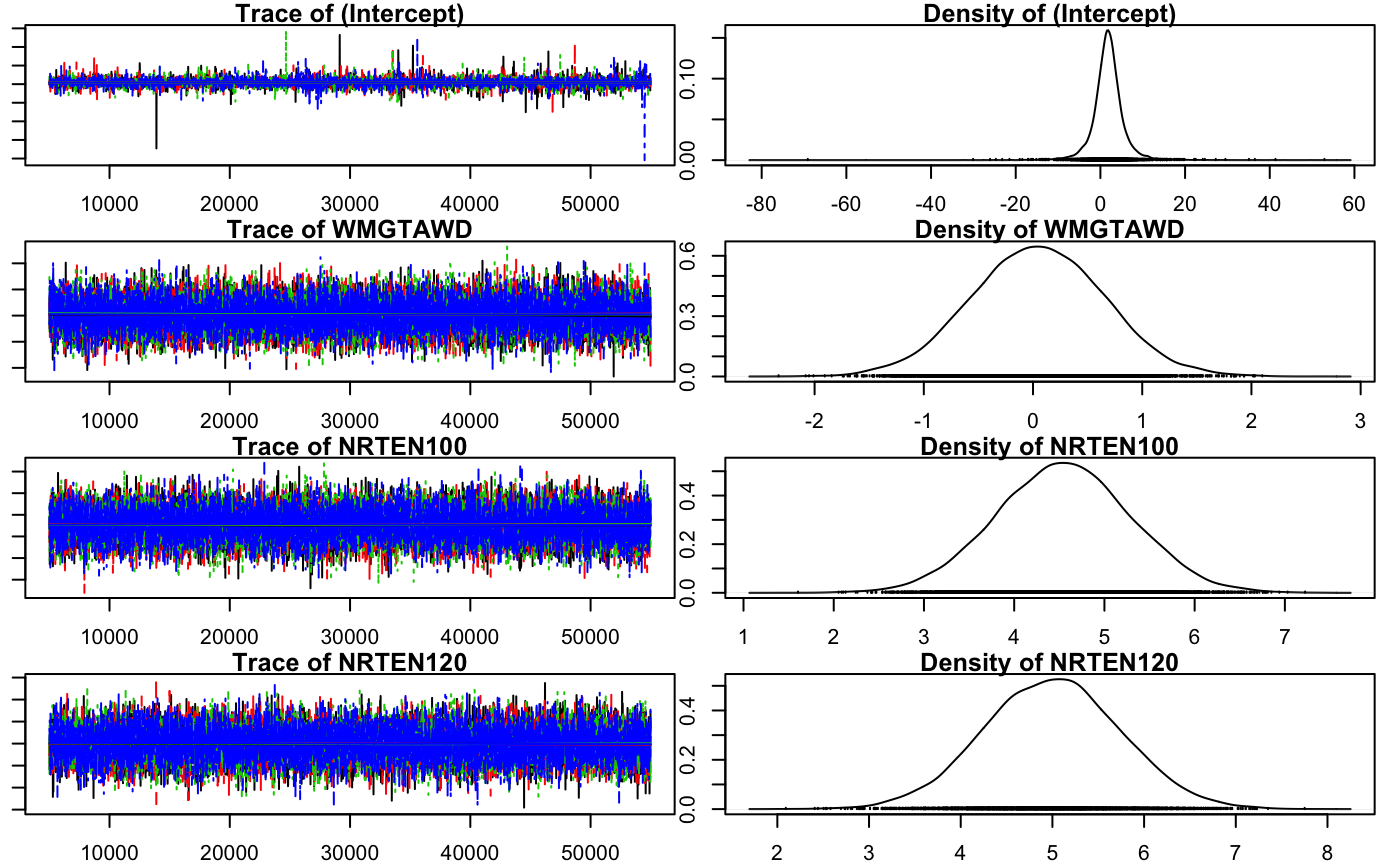 Trace of (Intercept) Density of (Intercept)
0.00 0.10
10000 20000 30000 40000 50000 -80 -60 -40 -20 0 20 40 60
Trace of WMGTAWD Density of WMGTAWD
0.0 0.3 0.6
10000 20000 30000 40000 50000 -2 -1 0 1 2 3
Trace of NRTEN100 Density of NRTEN100
0.0 0.2 0.4
10000 20000 30000 40000 50000 1 2 3 4 5 6 7
Trace of NRTEN120 Density of NRTEN120
0.0 0.2 0.4
10000 20000 30000 40000 50000 2 3 4 5 6 7 8